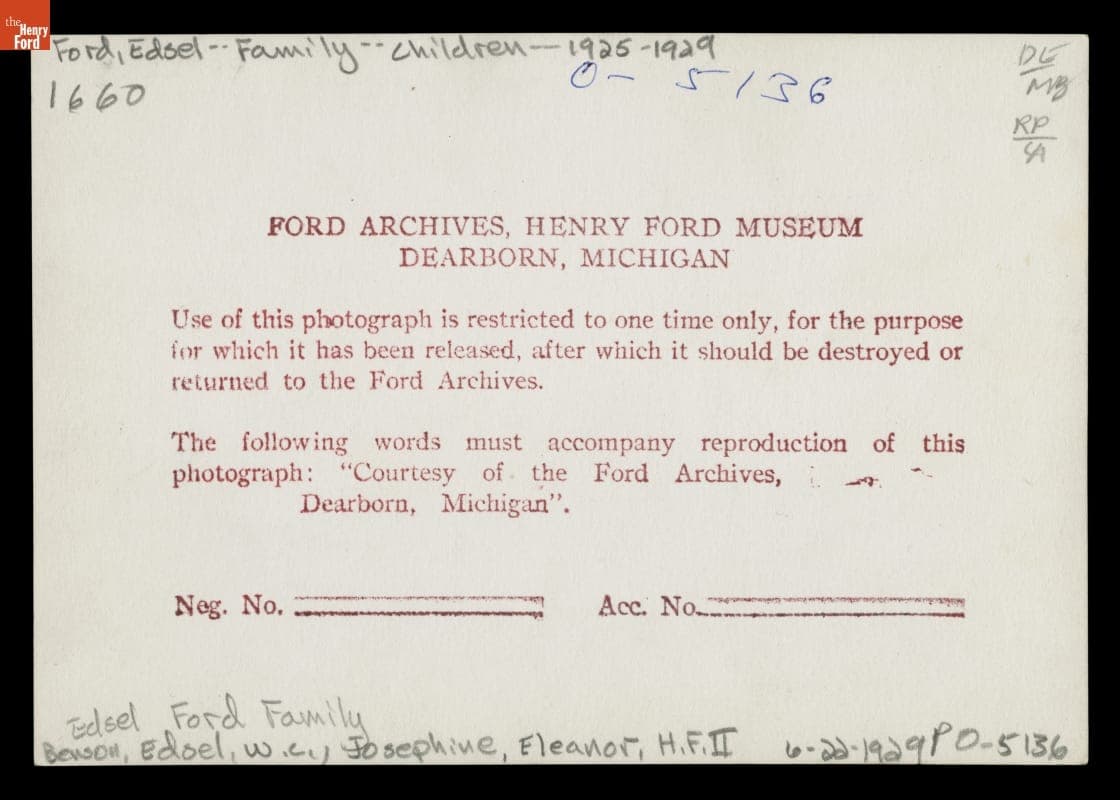 the
Henry
Ford
Ford, Edsel -- Family -- Children — 1925-1929
1660
O- 5136
DE
MB
RP
SA
FORD ARCHIVES, HENRY FORD MUSEUM
DEARBORN, MICHIGAN
Use of this photograph is restricted to one time only, for the purpose
for which it has been released, after which it should be destroyed or
returned to the Ford Archives.
The following words must accompany reproduction of this
photograph: "Courtesy of the Ford Archives,
Dearborn, Michigan".
Neg. No. Acc. No.
Edsel Ford Family
Benson, Edsel, W.C., Josephine, Eleanor, H.F.II 6-22-1929 P O-5136